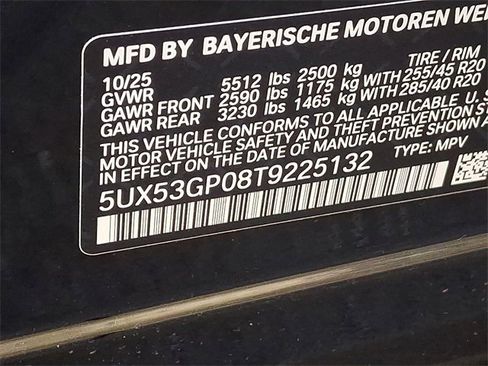 MFD BY BAYERISCHE MOTOREN
10/25 5512 lbs 2500 kg TIRE / RIM
GVWR
GAWR FRONT 2590 lbs 1175 kg WITH 255/45 R20
GAWR REAR 3230 lbs 1465 kg WITH 285/40 R20
THIS VEHICLE CONFORMS TO ALL APPLICABLE U.
MOTOR VEHICLE SAFETY AND THEFT PREVENTION
IN EFFECT ON THE DATE OF MANUFACTURE SHOWN
5UX53GP08T9225132 TYPE: MPV